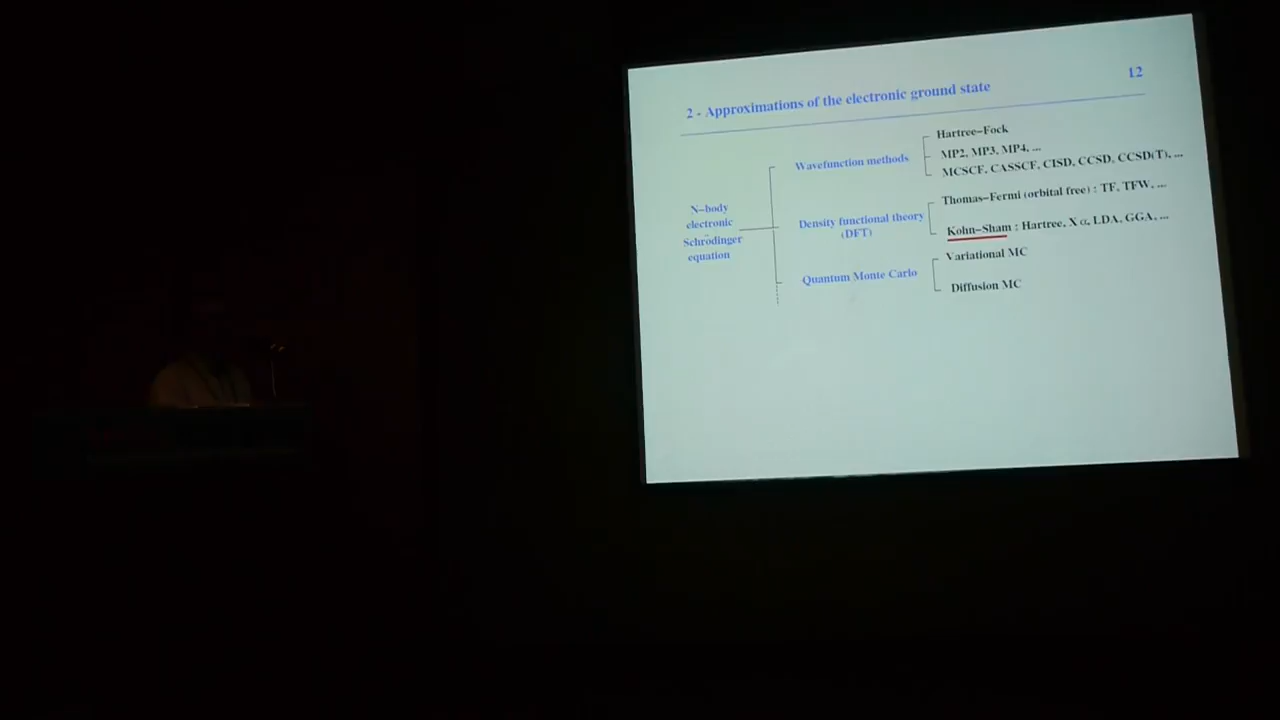 2 - Approximations of the electronic ground state
12
N-body
electronic
Schrödinger
equation
Wavefunction methods
Hartree-Fock
MP2, MP3, MP4, ...
MCSCF, CASSCF, CISD, CCSD, CCSD(T), ...
Density functional theory
(DFT)
Thomas-Fermi (orbital free) : TF, TFW, ...
Kohn-Sham : Hartree, X α, LDA, GGA, ...
Quantum Monte Carlo
Variational MC
Diffusion MC